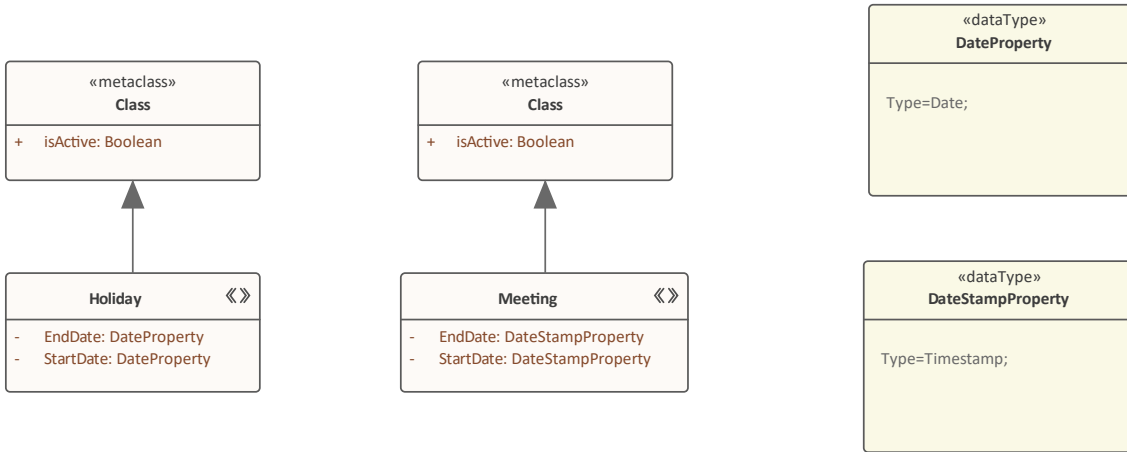 «metaclass»
Class
+ isActive: Boolean
Holiday
- EndDate: DateProperty
- StartDate: DateProperty
«metaclass»
Class
+ isActive: Boolean
Meeting
- EndDate: DateStampProperty
- StartDate: DateStampProperty
«dataType»
DateProperty
Type=Date;
«dataType»
DateStampProperty
Type=Timestamp;